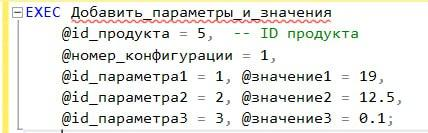 EXEC Добавить_параметры_и_значения
@id_продукта = 5,  -- ID продукта
@номер_конфигурации = 1,
@id_параметра1 = 1, @значение1 = 19,
@id_параметра2 = 2, @значение2 = 12.5,
@id_параметра3 = 3, @значение3 = 0.1;